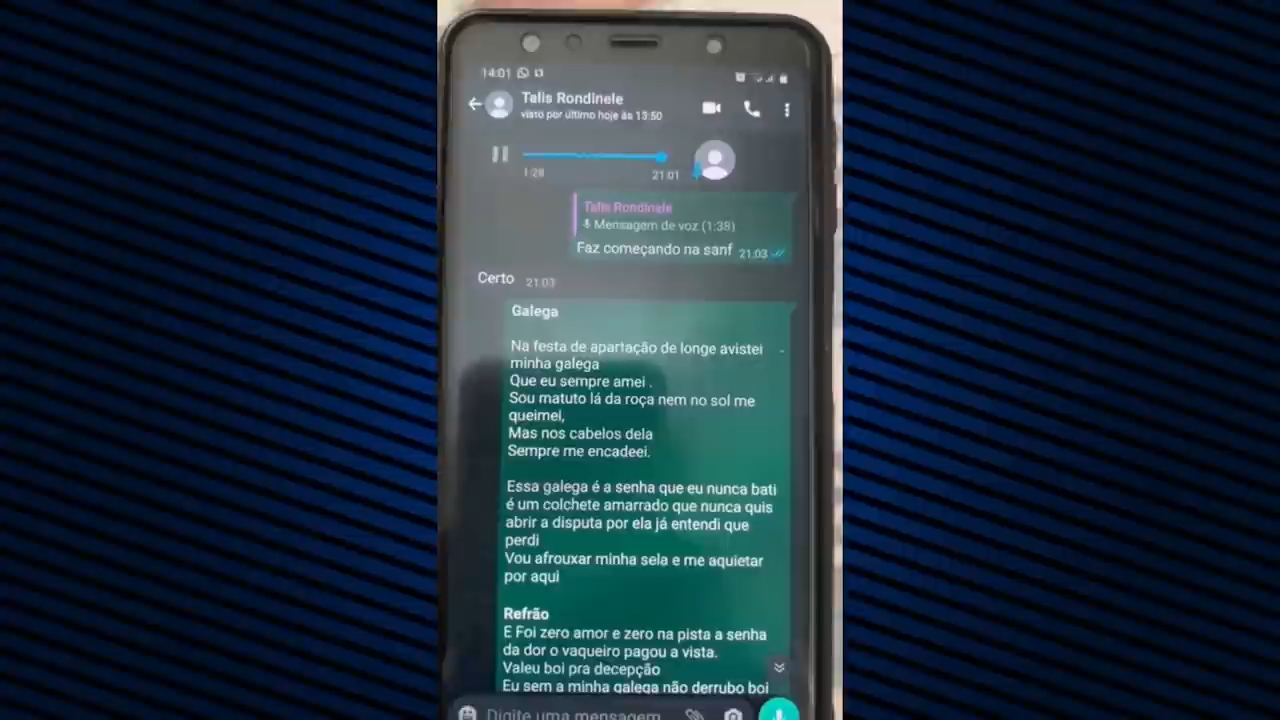 14:01
Talis Rondinele
visto por último hoje às 13:50
1:28 21:01
Talis Rondinele
Mensagem de voz (1:38)
Faz começando na sanf 21:03
Certo 21:03
Galega
Na festa de apartação de longe avistei
minha galega
Que eu sempre amei .
Sou matuto lá da roça nem no sol me
queimei,
Mas nos cabelos dela
Sempre me encadeei.
Essa galega é a senha que eu nunca bati
é um colchete amarrado que nunca quis
abrir a disputa por ela já entendi que
perdi
Vou afrouxar minha sela e me aquietar
por aqui
Refrão
E Foi zero amor e zero na pista a senha
da dor o vaqueiro pagou a vista.
Valeu boi pra decepção
Eu sem a minha galega não derrubo boi
Digite uma mensagem